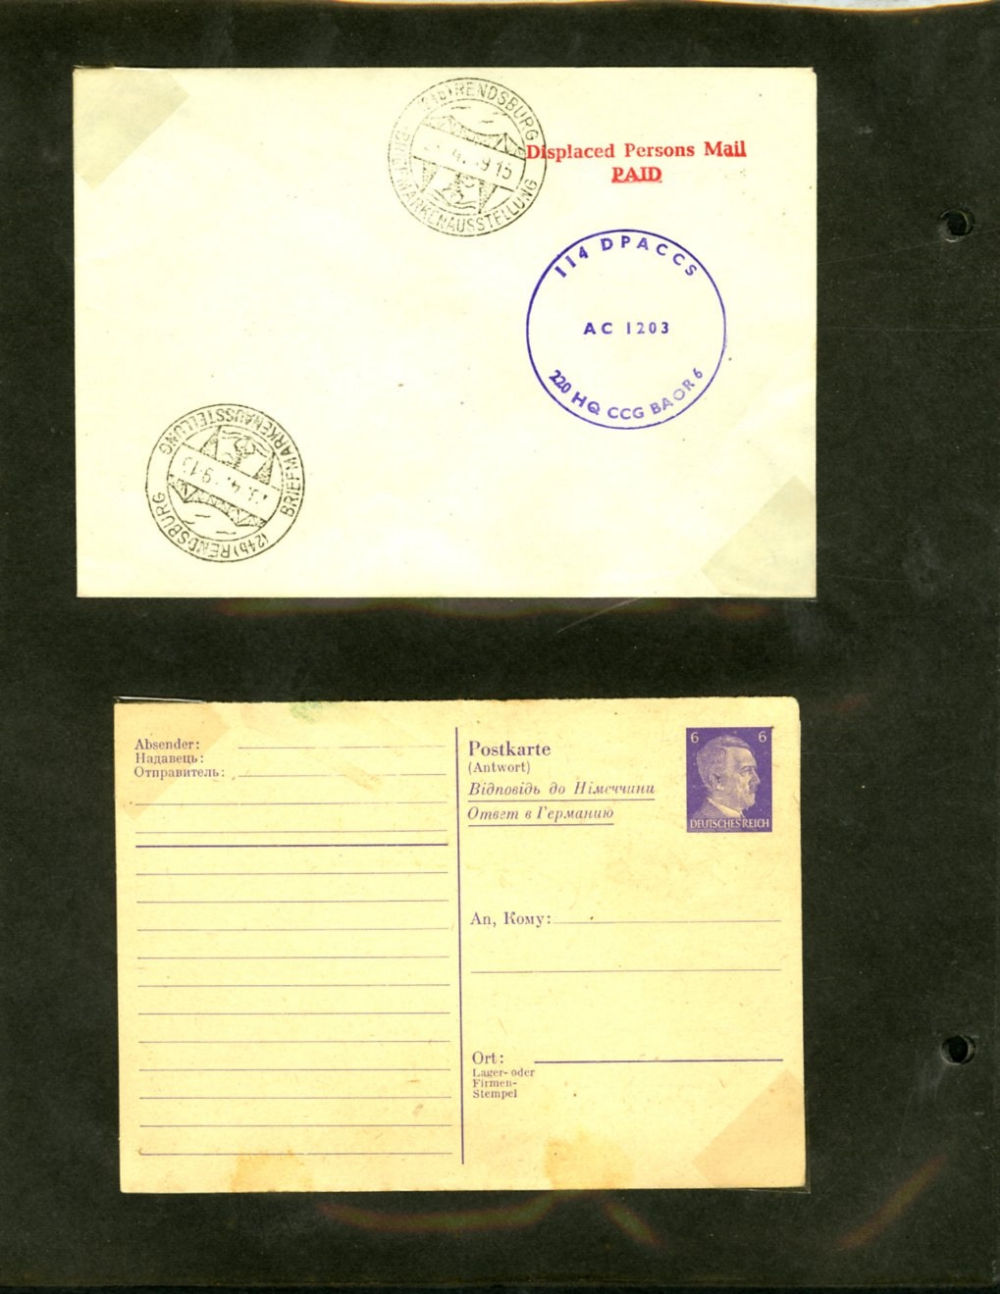 (24b) RENDSBURG
BRIEFMARKENAUSSTELLUNG
Displaced Persons Mail
PAID
114 DPACCS
AC 1203
220 HQ CCG BAOR 6
(24b) RENDSBURG
BRIEFMARKENAUSSTELLUNG
Absender:
Надавець:
Отправитель:
Postkarte
(Antwort)
Відповідь до Німеччини
Ответ в Германию
6 6
DEUTSCHES REICH
An, Кому:
Ort:
Lager- oder
Firmen-
Stempel